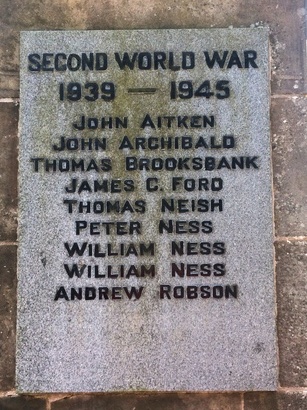 SECOND WORLD WAR
1939 — 1945
JOHN AITKEN
JOHN ARCHIBALD
THOMAS BROOKSBANK
JAMES C. FORD
THOMAS NEISH
PETER NESS
WILLIAM NESS
WILLIAM NESS
ANDREW ROBSON